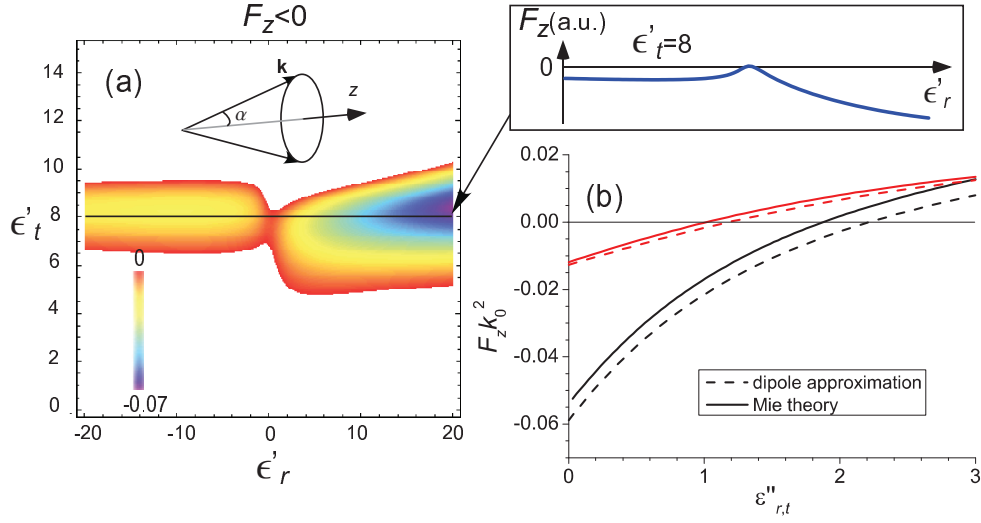 F_z<0
(a)
k
α
z
14
12
10
8
6
4
2
0
ϵ'_t
0
-0.07
-20
-10
0
10
20
ϵ'_r
F_z(a.u.)
ϵ'_t=8
0
ϵ'_r
(b)
0.02
0.00
-0.02
-0.04
-0.06
F_z k_0^2
dipole approximation
Mie theory
0
1
2
3
ε''_{r,t}